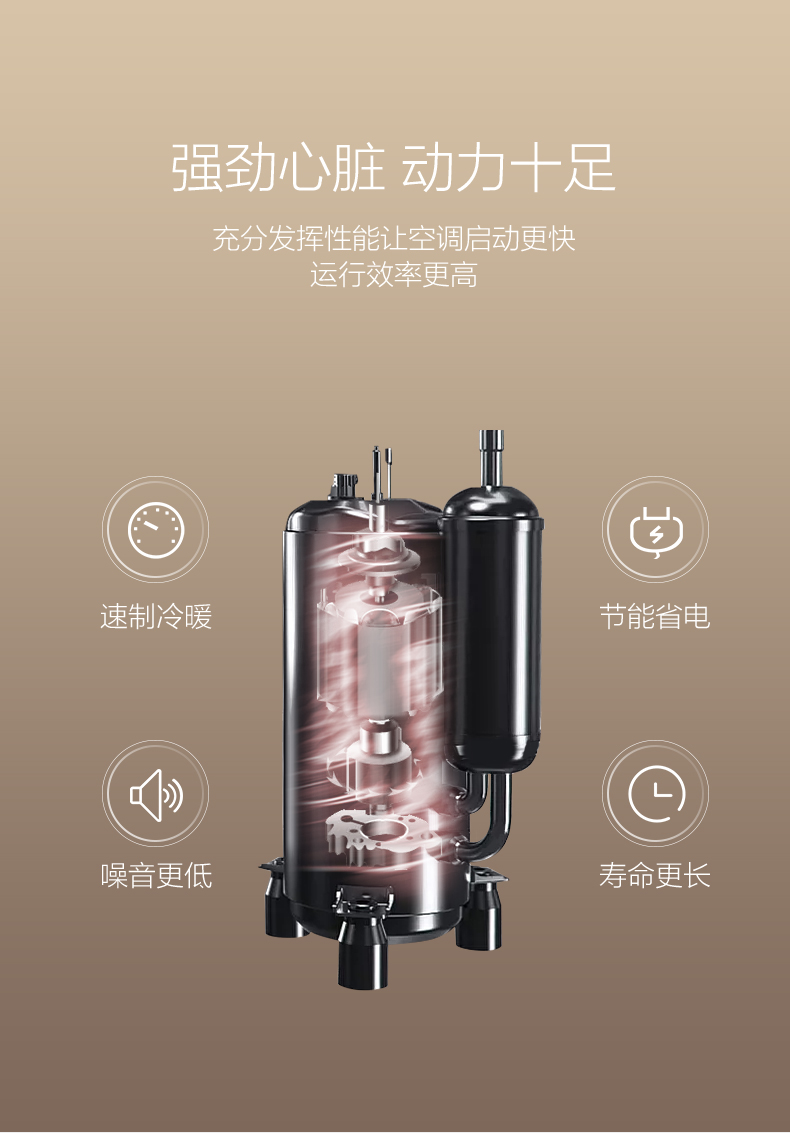 强劲心脏 动力十足
充分发挥性能让空调启动更快
运行效率更高
速制冷暖
节能省电
噪音更低
寿命更长